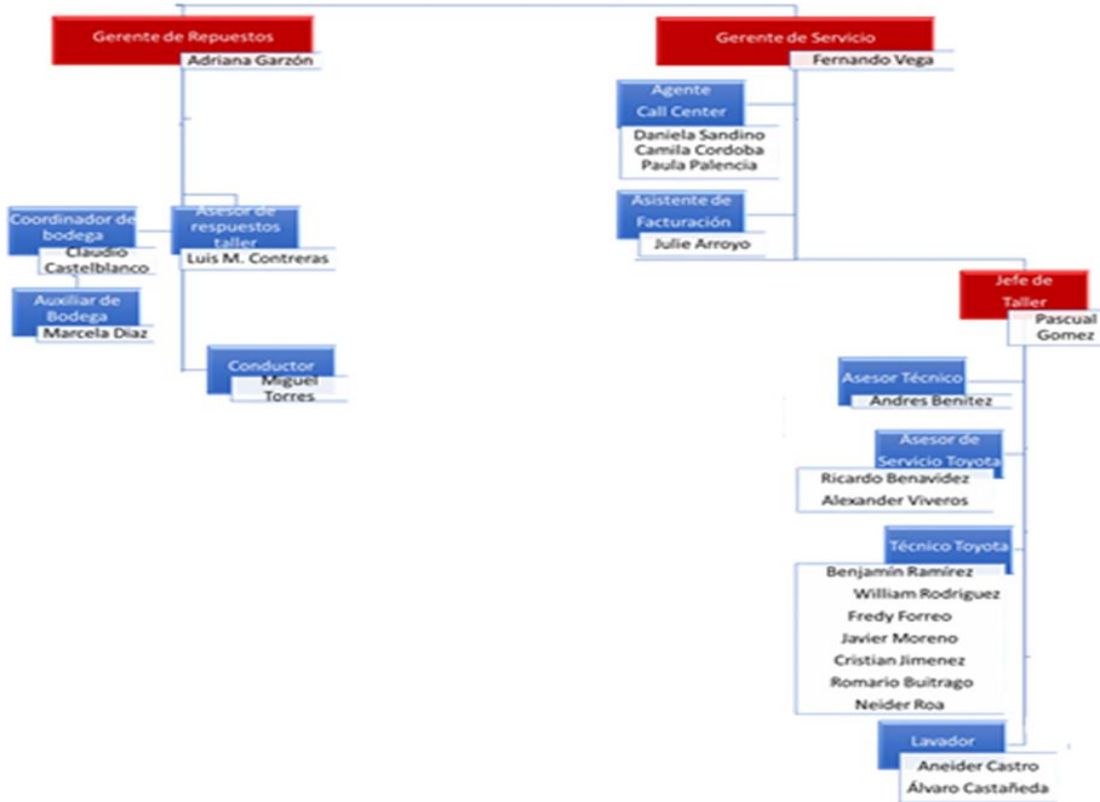 Gerente de Repuestos
Adriana Garzón
Gerente de Servicio
Fernando Vega
Agente
Call Center
Daniela Sandino
Camila Cordoba
Paula Palencia
Asistente de
Facturación
Julie Arroyo
Coordinador de
bodega
Claudio
Castelblanco
Asesor de
respuestos
taller
Luis M. Contreras
Auxiliar de
Bodega
Marcela Diaz
Conductor
Miguel
Torres
Jefe de
Taller
Pascual
Gomez
Asesor Técnico
Andres Benitez
Asesor de
Servicio Toyota
Ricardo Benavidez
Alexander Viveros
Técnico Toyota
Benjamín Ramírez
William Rodriguez
Fredy Forreo
Javier Moreno
Cristian Jimenez
Romario Buitrago
Neider Roa
Lavador
Aneider Castro
Álvaro Castañeda